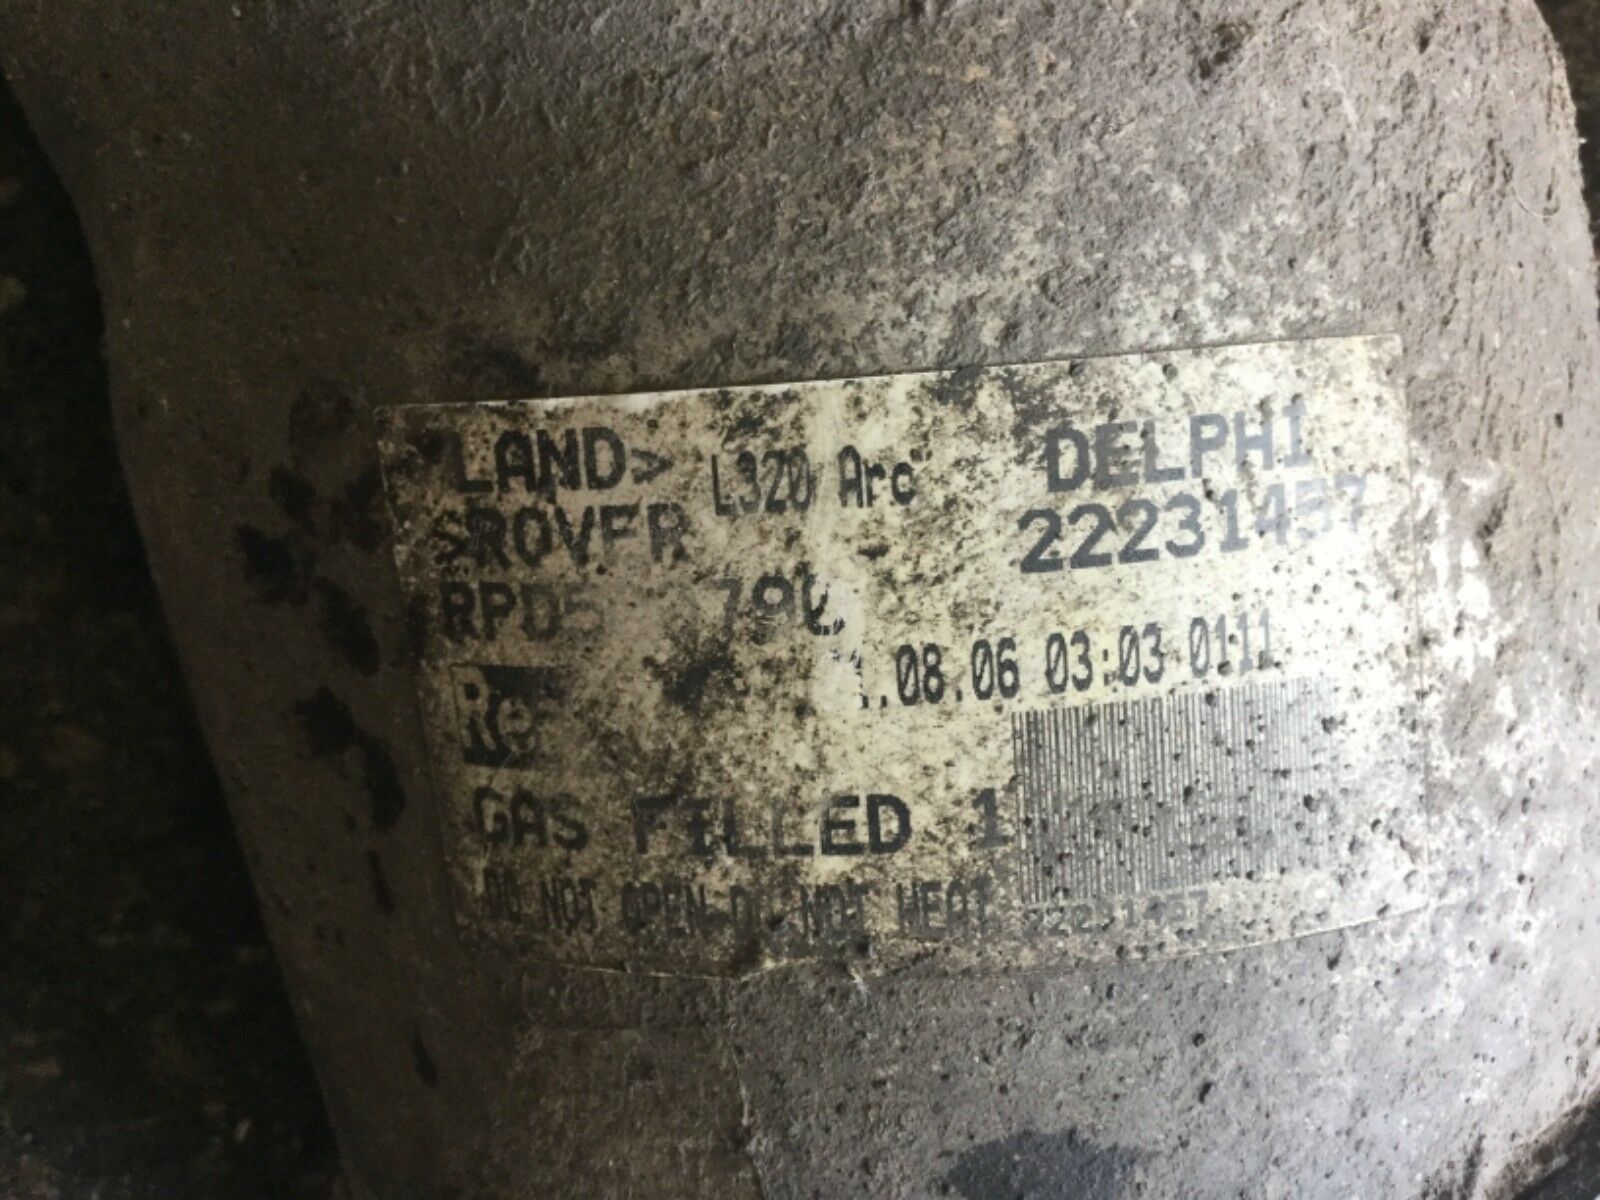 LAND> L320 Arc DELPHI
>ROVER 22231457
08.06 03:03 0111
GAS FILLED 1
DO NOT OPEN-DO NOT HEAT 22231457